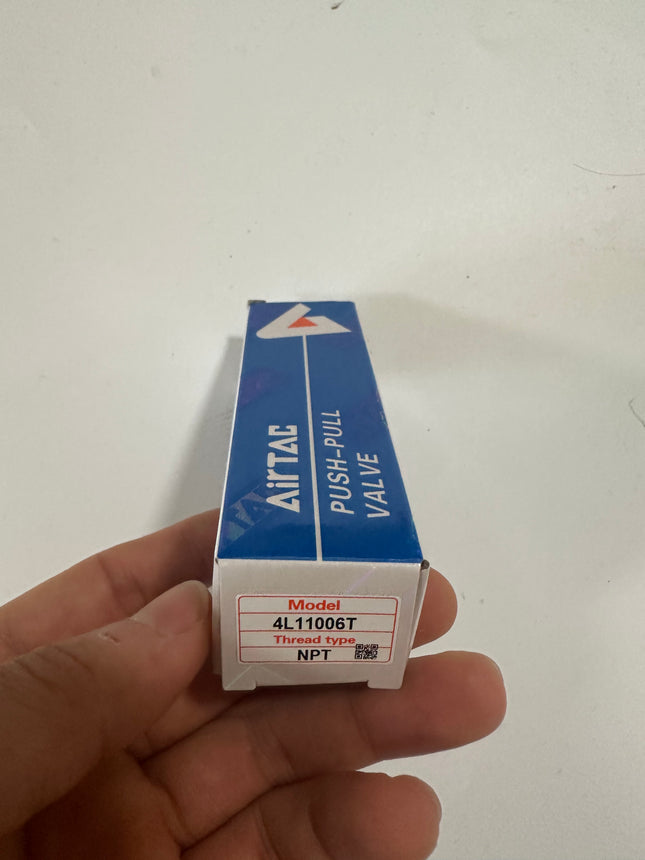 AirTAC
PUSH-PULL
VALVE
Model
4L11006T
Thread type
NPT